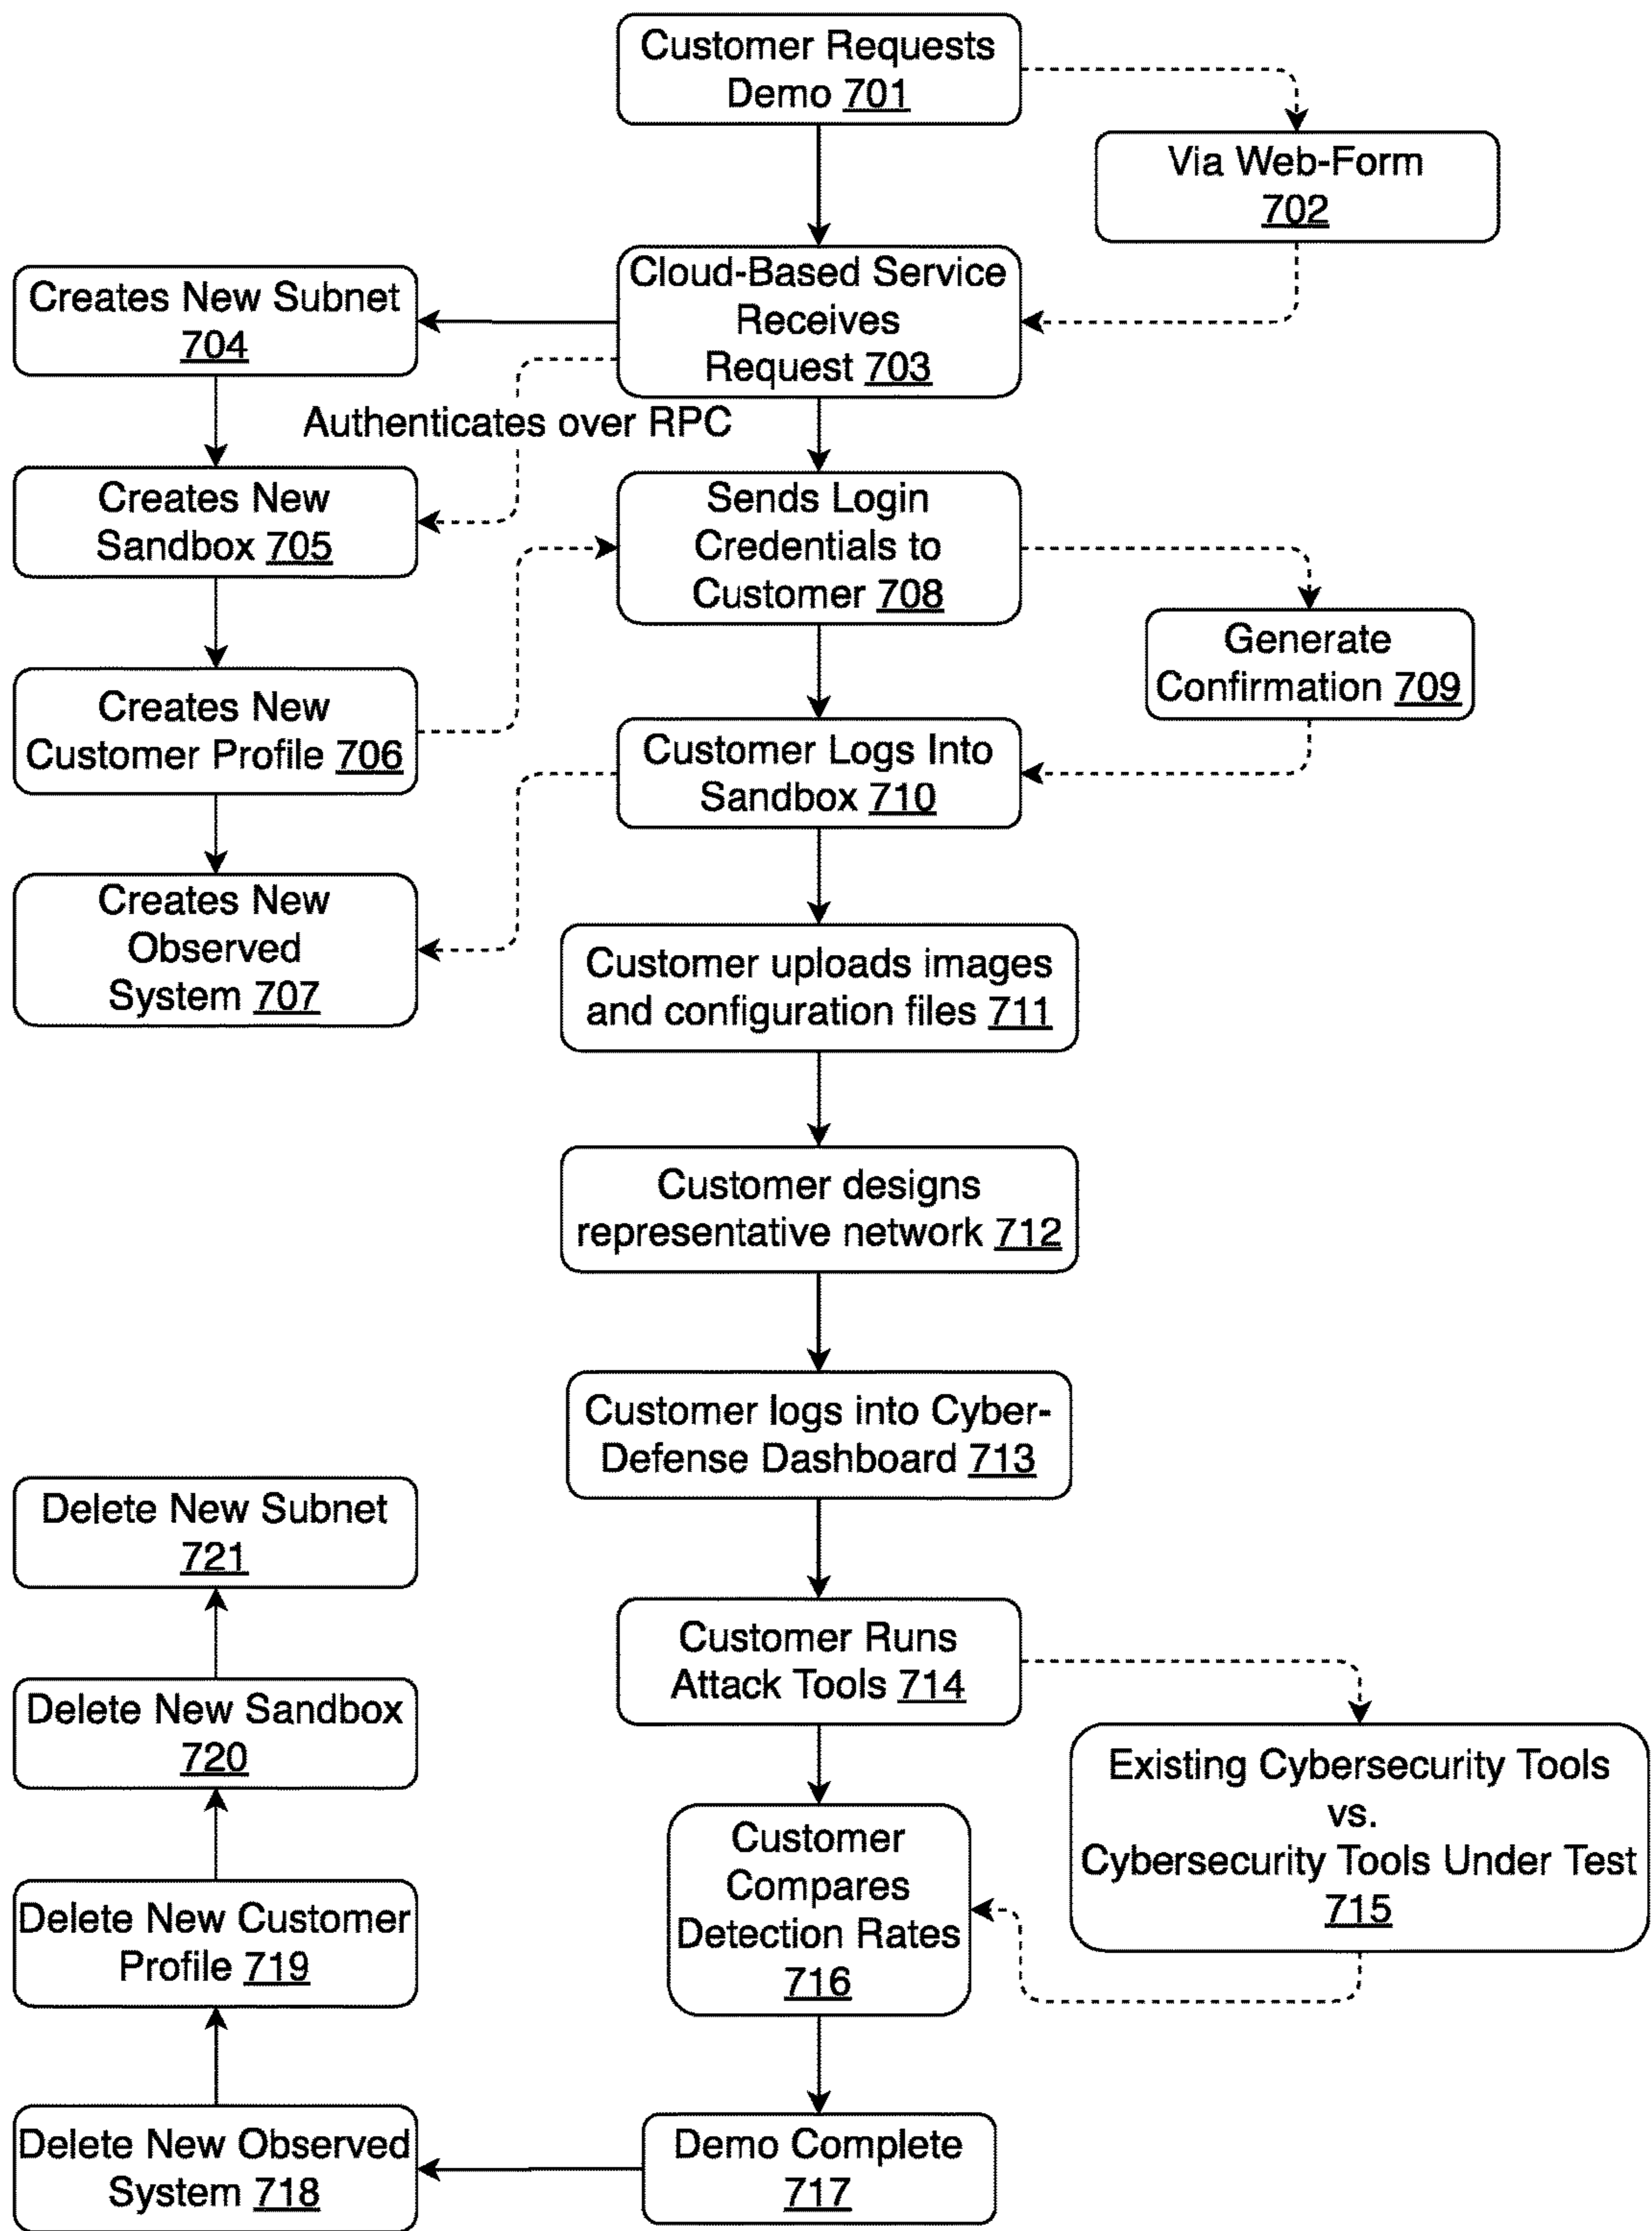 Customer Requests
Demo 701
Via Web-Form
702
Cloud-Based Service
Receives
Request 703
Creates New Subnet
704
Authenticates over RPC
Creates New
Sandbox 705
Creates New
Customer Profile 706
Creates New
Observed
System 707
Sends Login
Credentials to
Customer 708
Generate
Confirmation 709
Customer Logs Into
Sandbox 710
Customer uploads images
and configuration files 711
Customer designs
representative network 712
Customer logs into Cyber-
Defense Dashboard 713
Customer Runs
Attack Tools 714
Existing Cybersecurity Tools
vs.
Cybersecurity Tools Under Test
715
Customer
Compares
Detection Rates
716
Demo Complete
717
Delete New Observed
System 718
Delete New Customer
Profile 719
Delete New Sandbox
720
Delete New Subnet
721